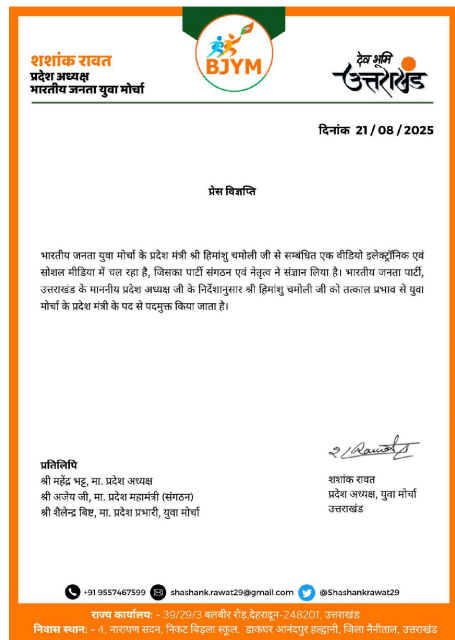 शशांक रावत
प्रदेश अध्यक्ष
भारतीय जनता युवा मोर्चा
BJYM
देव भूमि
उत्तराखंड
दिनांक 21/08/2025
प्रेस विज्ञप्ति
भारतीय जनता युवा मोर्चा के प्रदेश मंत्री श्री हिमांशु चमोली जी से सम्बंधित एक वीडियो इलेक्ट्रॉनिक एवं
सोशल मीडिया में चल रहा है, जिसका पार्टी संगठन एवं नेतृत्व ने संज्ञान लिया है। भारतीय जनता पार्टी,
उत्तराखंड के माननीय प्रदेश अध्यक्ष जी के निर्देशानुसार श्री हिमांशु चमोली जी को तत्काल प्रभाव से युवा
मोर्चा के प्रदेश मंत्री के पद से पदमुक्त किया जाता है।
प्रतिलिपि
श्री महेंद्र भट्ट, मा. प्रदेश अध्यक्ष
श्री अजेय जी, मा. प्रदेश महामंत्री (संगठन)
श्री शैलेन्द्र बिष्ट, मा. प्रदेश प्रभारी, युवा मोर्चा
शशांक रावत
प्रदेश अध्यक्ष, युवा मोर्चा
उत्तराखंड
+91 9557467599 shashank.rawat29@gmail.com @Shashankrawat29
राज्य कार्यालय: - 39/29/3 बलबीर रोड़,देहरादून-248201, उत्तराखंड
निवास स्थान: - 4, नारायण सदन, निकट बिड़ला स्कूल, डाकघर आनंदपुर हल्द्वानी, जिला नैनीताल, उत्तराखंड